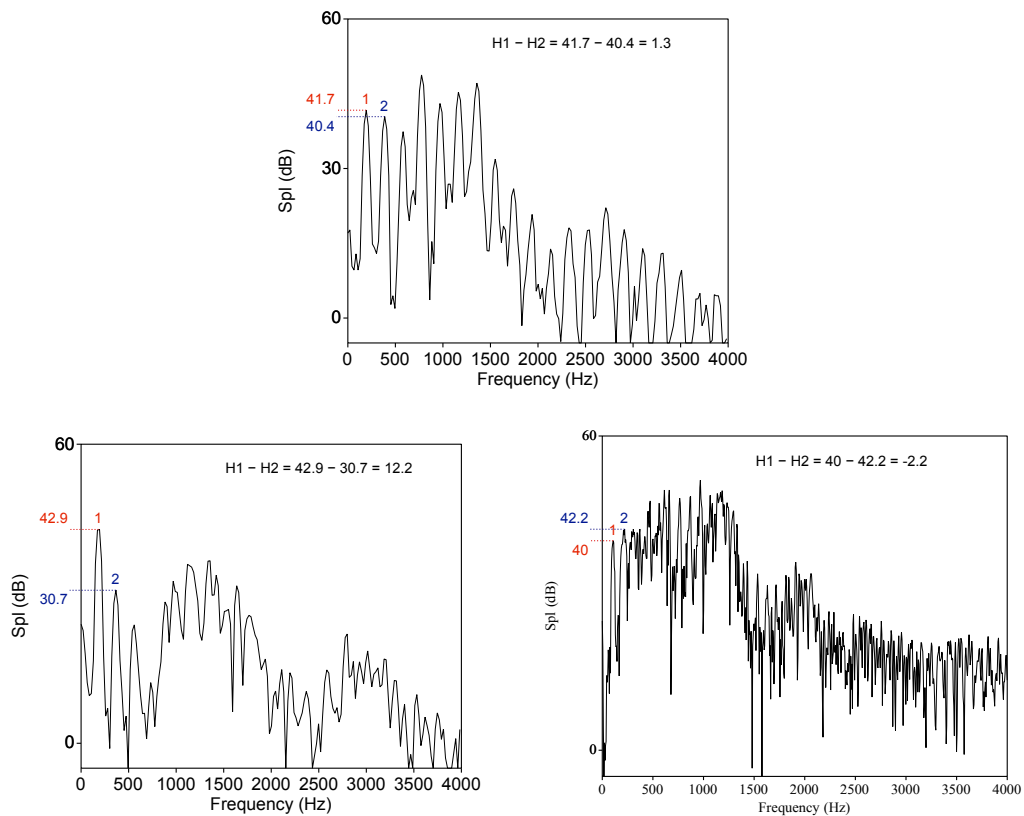 60
H1 − H2 = 41.7 − 40.4 = 1.3
41.7 1
2
40.4
30
Spl (dB)
0
0 500 1000 1500 2000 2500 3000 3500 4000
Frequency (Hz)
60
H1 − H2 = 42.9 − 30.7 = 12.2
42.9 1
2
30.7
Spl (dB)
0
0 500 1000 1500 2000 2500 3000 3500 4000
Frequency (Hz)
60
H1 − H2 = 40 − 42.2 = -2.2
42.2 2
1
40
Spl (dB)
0
0 500 1000 1500 2000 2500 3000 3500 4000
Frequency (Hz)